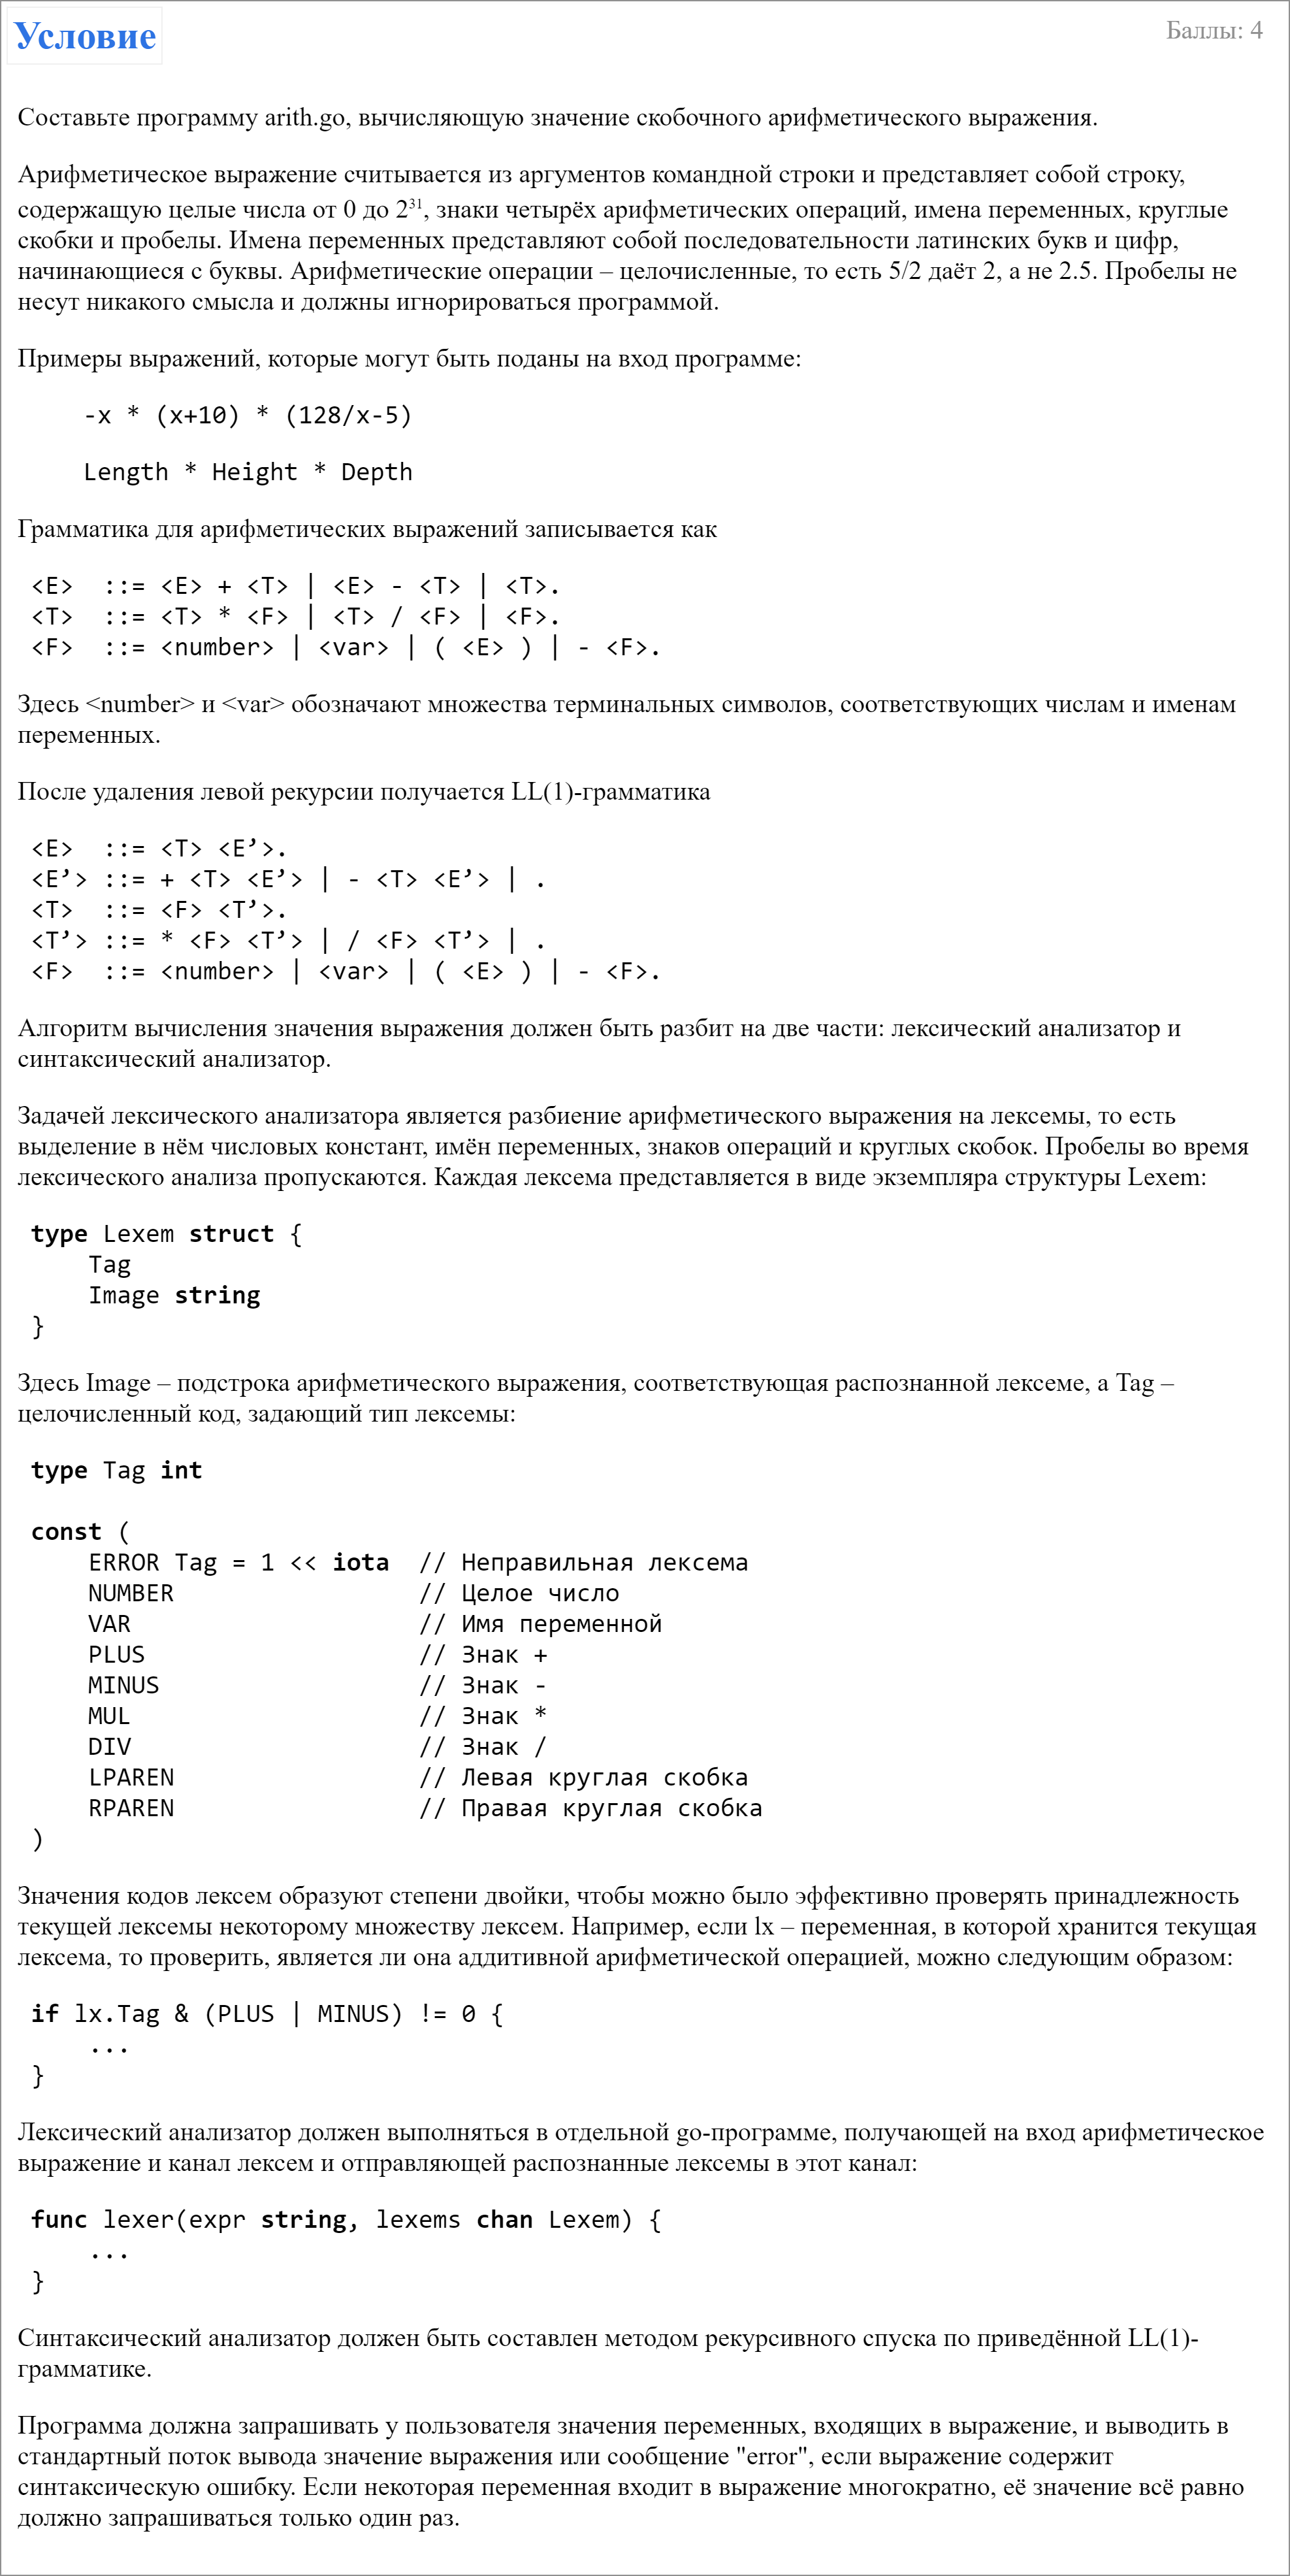 Условие
Баллы: 4
Составьте программу arith.go, вычисляющую значение скобочного арифметического выражения.
Арифметическое выражение считывается из аргументов командной строки и представляет собой строку,
содержащую целые числа от 0 до 2³¹, знаки четырёх арифметических операций, имена переменных, круглые
скобки и пробелы. Имена переменных представляют собой последовательности латинских букв и цифр,
начинающиеся с буквы. Арифметические операции – целочисленные, то есть 5/2 даёт 2, а не 2.5. Пробелы не
несут никакого смысла и должны игнорироваться программой.
Примеры выражений, которые могут быть поданы на вход программе:
-x * (x+10) * (128/x-5)
Length * Height * Depth
Грамматика для арифметических выражений записывается как
<E>  ::= <E> + <T> | <E> - <T> | <T>.
<T>  ::= <T> * <F> | <T> / <F> | <F>.
<F>  ::= <number> | <var> | ( <E> ) | - <F>.
Здесь <number> и <var> обозначают множества терминальных символов, соответствующих числам и именам
переменных.
После удаления левой рекурсии получается LL(1)-грамматика
<E>  ::= <T> <E’>.
<E’> ::= + <T> <E’> | - <T> <E’> | .
<T>  ::= <F> <T’>.
<T’> ::= * <F> <T’> | / <F> <T’> | .
<F>  ::= <number> | <var> | ( <E> ) | - <F>.
Алгоритм вычисления значения выражения должен быть разбит на две части: лексический анализатор и
синтаксический анализатор.
Задачей лексического анализатора является разбиение арифметического выражения на лексемы, то есть
выделение в нём числовых констант, имён переменных, знаков операций и круглых скобок. Пробелы во время
лексического анализа пропускаются. Каждая лексема представляется в виде экземпляра структуры Lexem:
type Lexem struct {
    Tag
    Image string
}
Здесь Image – подстрока арифметического выражения, соответствующая распознанной лексеме, а Tag –
целочисленный код, задающий тип лексемы:
type Tag int
const (
    ERROR Tag = 1 << iota  // Неправильная лексема
    NUMBER                 // Целое число
    VAR                    // Имя переменной
    PLUS                   // Знак +
    MINUS                  // Знак -
    MUL                    // Знак *
    DIV                    // Знак /
    LPAREN                 // Левая круглая скобка
    RPAREN                 // Правая круглая скобка
)
Значения кодов лексем образуют степени двойки, чтобы можно было эффективно проверять принадлежность
текущей лексемы некоторому множеству лексем. Например, если lx – переменная, в которой хранится текущая
лексема, то проверить, является ли она аддитивной арифметической операцией, можно следующим образом:
if lx.Tag & (PLUS | MINUS) != 0 {
    ...
}
Лексический анализатор должен выполняться в отдельной go-программе, получающей на вход арифметическое
выражение и канал лексем и отправляющей распознанные лексемы в этот канал:
func lexer(expr string, lexems chan Lexem) {
    ...
}
Синтаксический анализатор должен быть составлен методом рекурсивного спуска по приведённой LL(1)-
грамматике.
Программа должна запрашивать у пользователя значения переменных, входящих в выражение, и выводить в
стандартный поток вывода значение выражения или сообщение "error", если выражение содержит
синтаксическую ошибку. Если некоторая переменная входит в выражение многократно, её значение всё равно
должно запрашиваться только один раз.